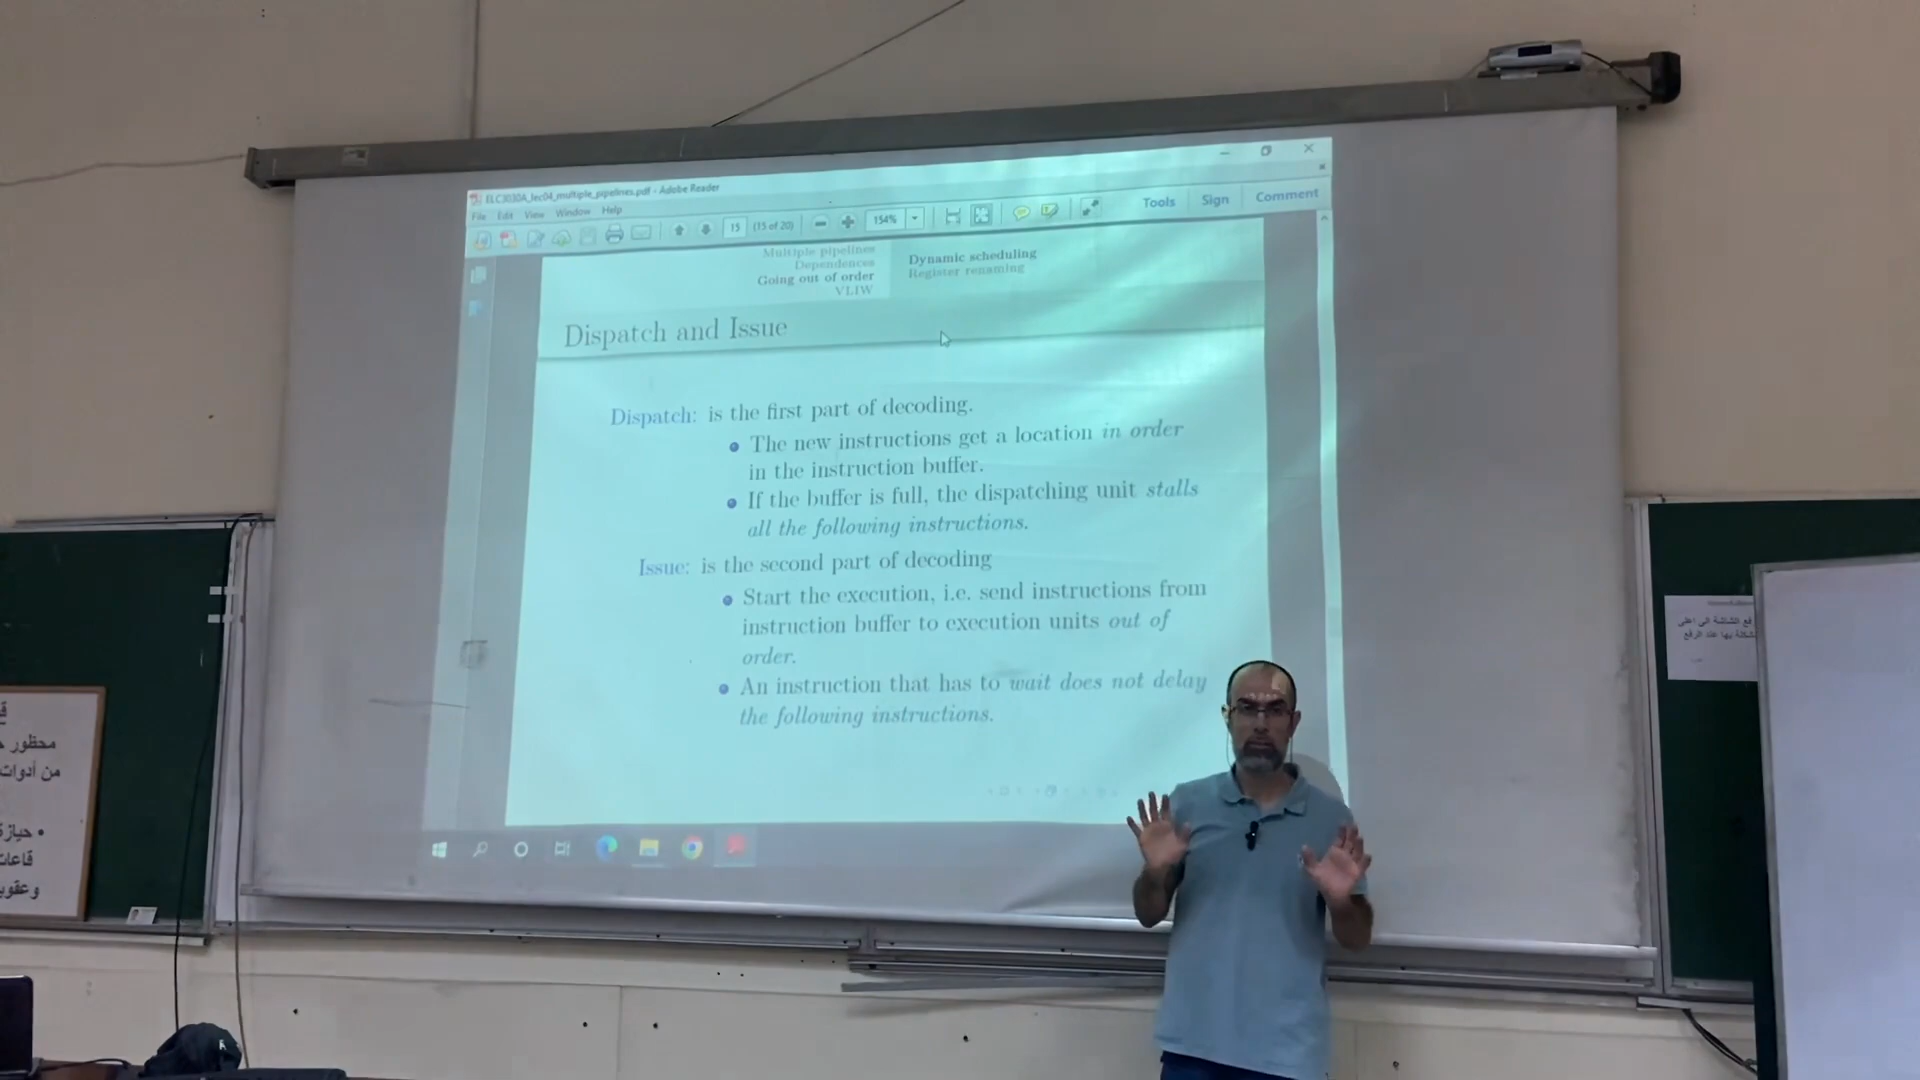 ELC3030A_lec04_multiple_pipelines.pdf - Adobe Reader
File Edit View Window Help
15 (15 of 20) 154% Tools Sign Comment
Multiple pipelines
Dependences
Going out of order
VLIW
Dynamic scheduling
Register renaming
Dispatch and Issue
Dispatch: is the first part of decoding.
The new instructions get a location in order
in the instruction buffer.
If the buffer is full, the dispatching unit stalls
all the following instructions.
Issue: is the second part of decoding
Start the execution, i.e. send instructions from
instruction buffer to execution units out of
order.
An instruction that has to wait does not delay
the following instructions.
محظور
من أدوات
• حيازة
قاعات